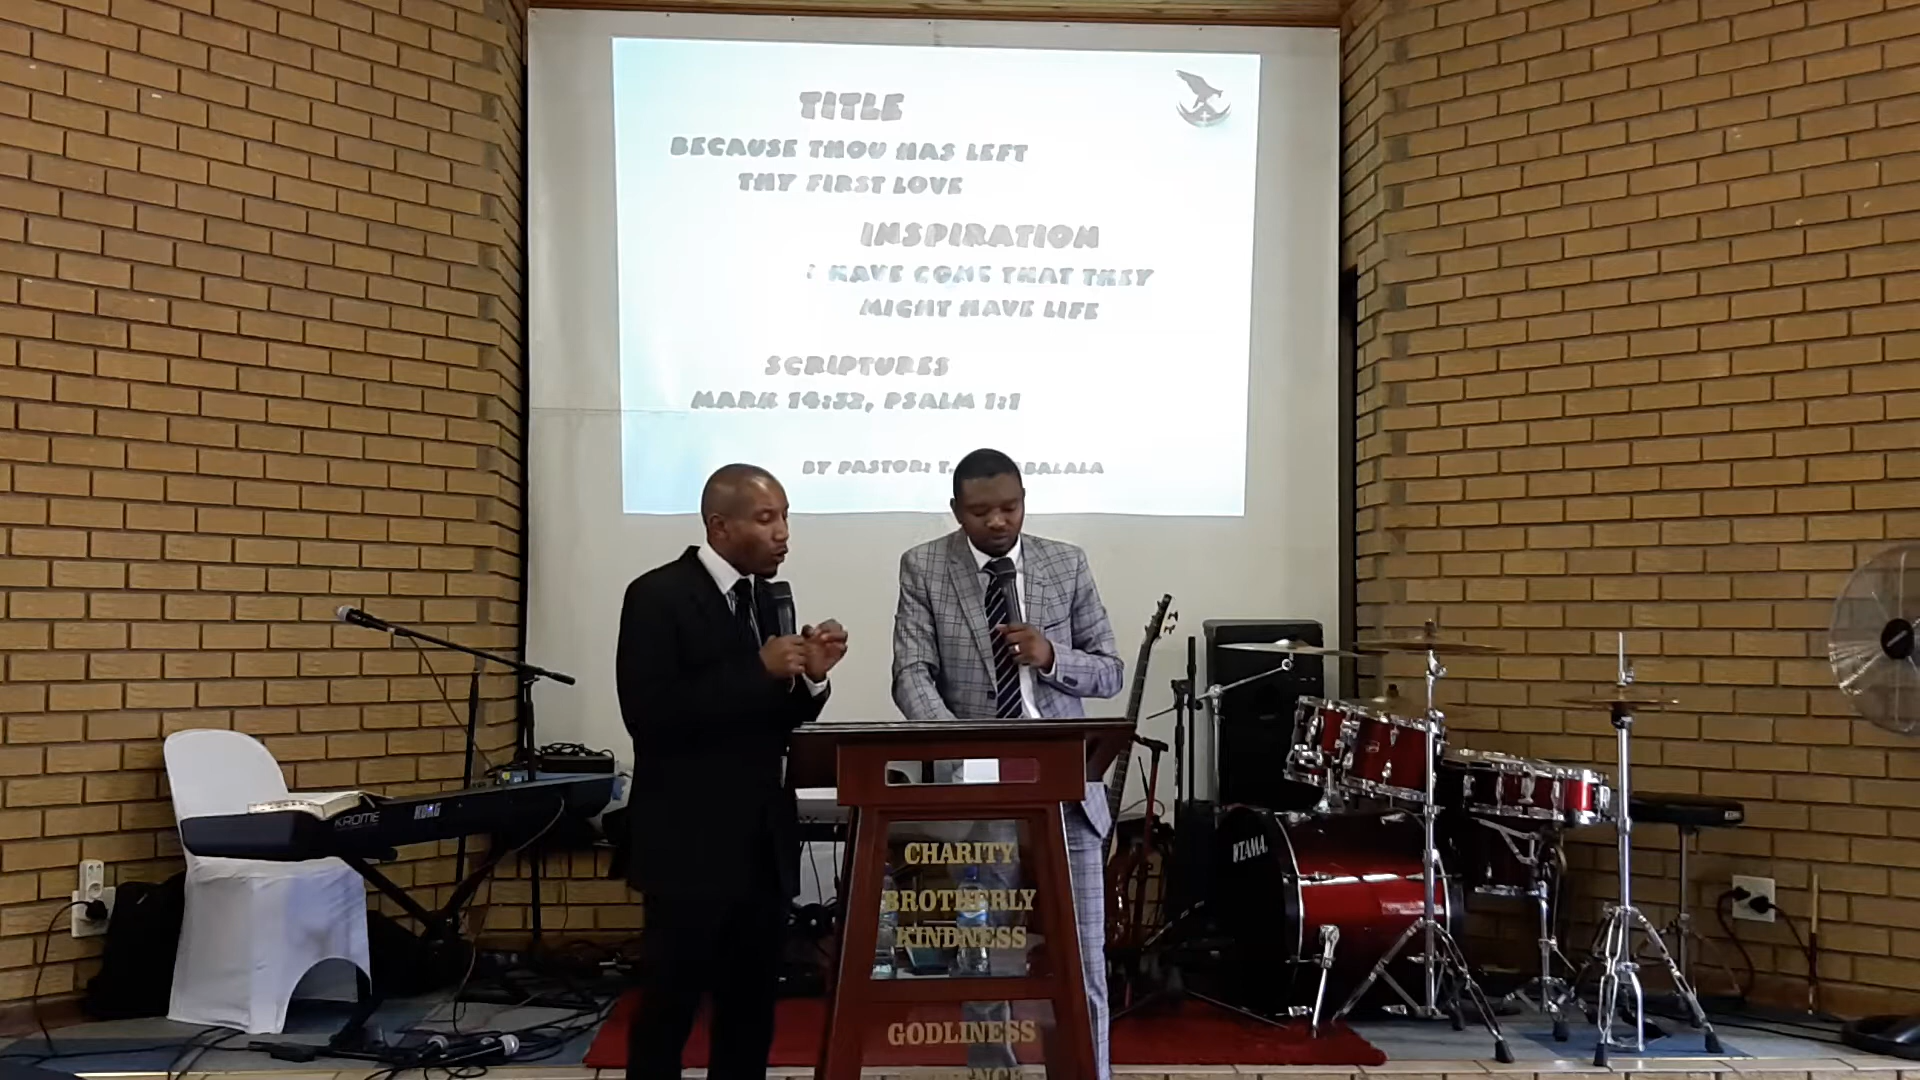 TITLE
BECAUSE THOU HAS LEFT
THY FIRST LOVE
INSPIRATION
I HAVE COME THAT THEY
MIGHT HAVE LIFE
SCRIPTURES
MARK 14:32, PSALM 1:1
BY PASTOR: T.
KROME
KORG
TAMA
CHARITY
BROTHERLY
KINDNESS
GODLINESS